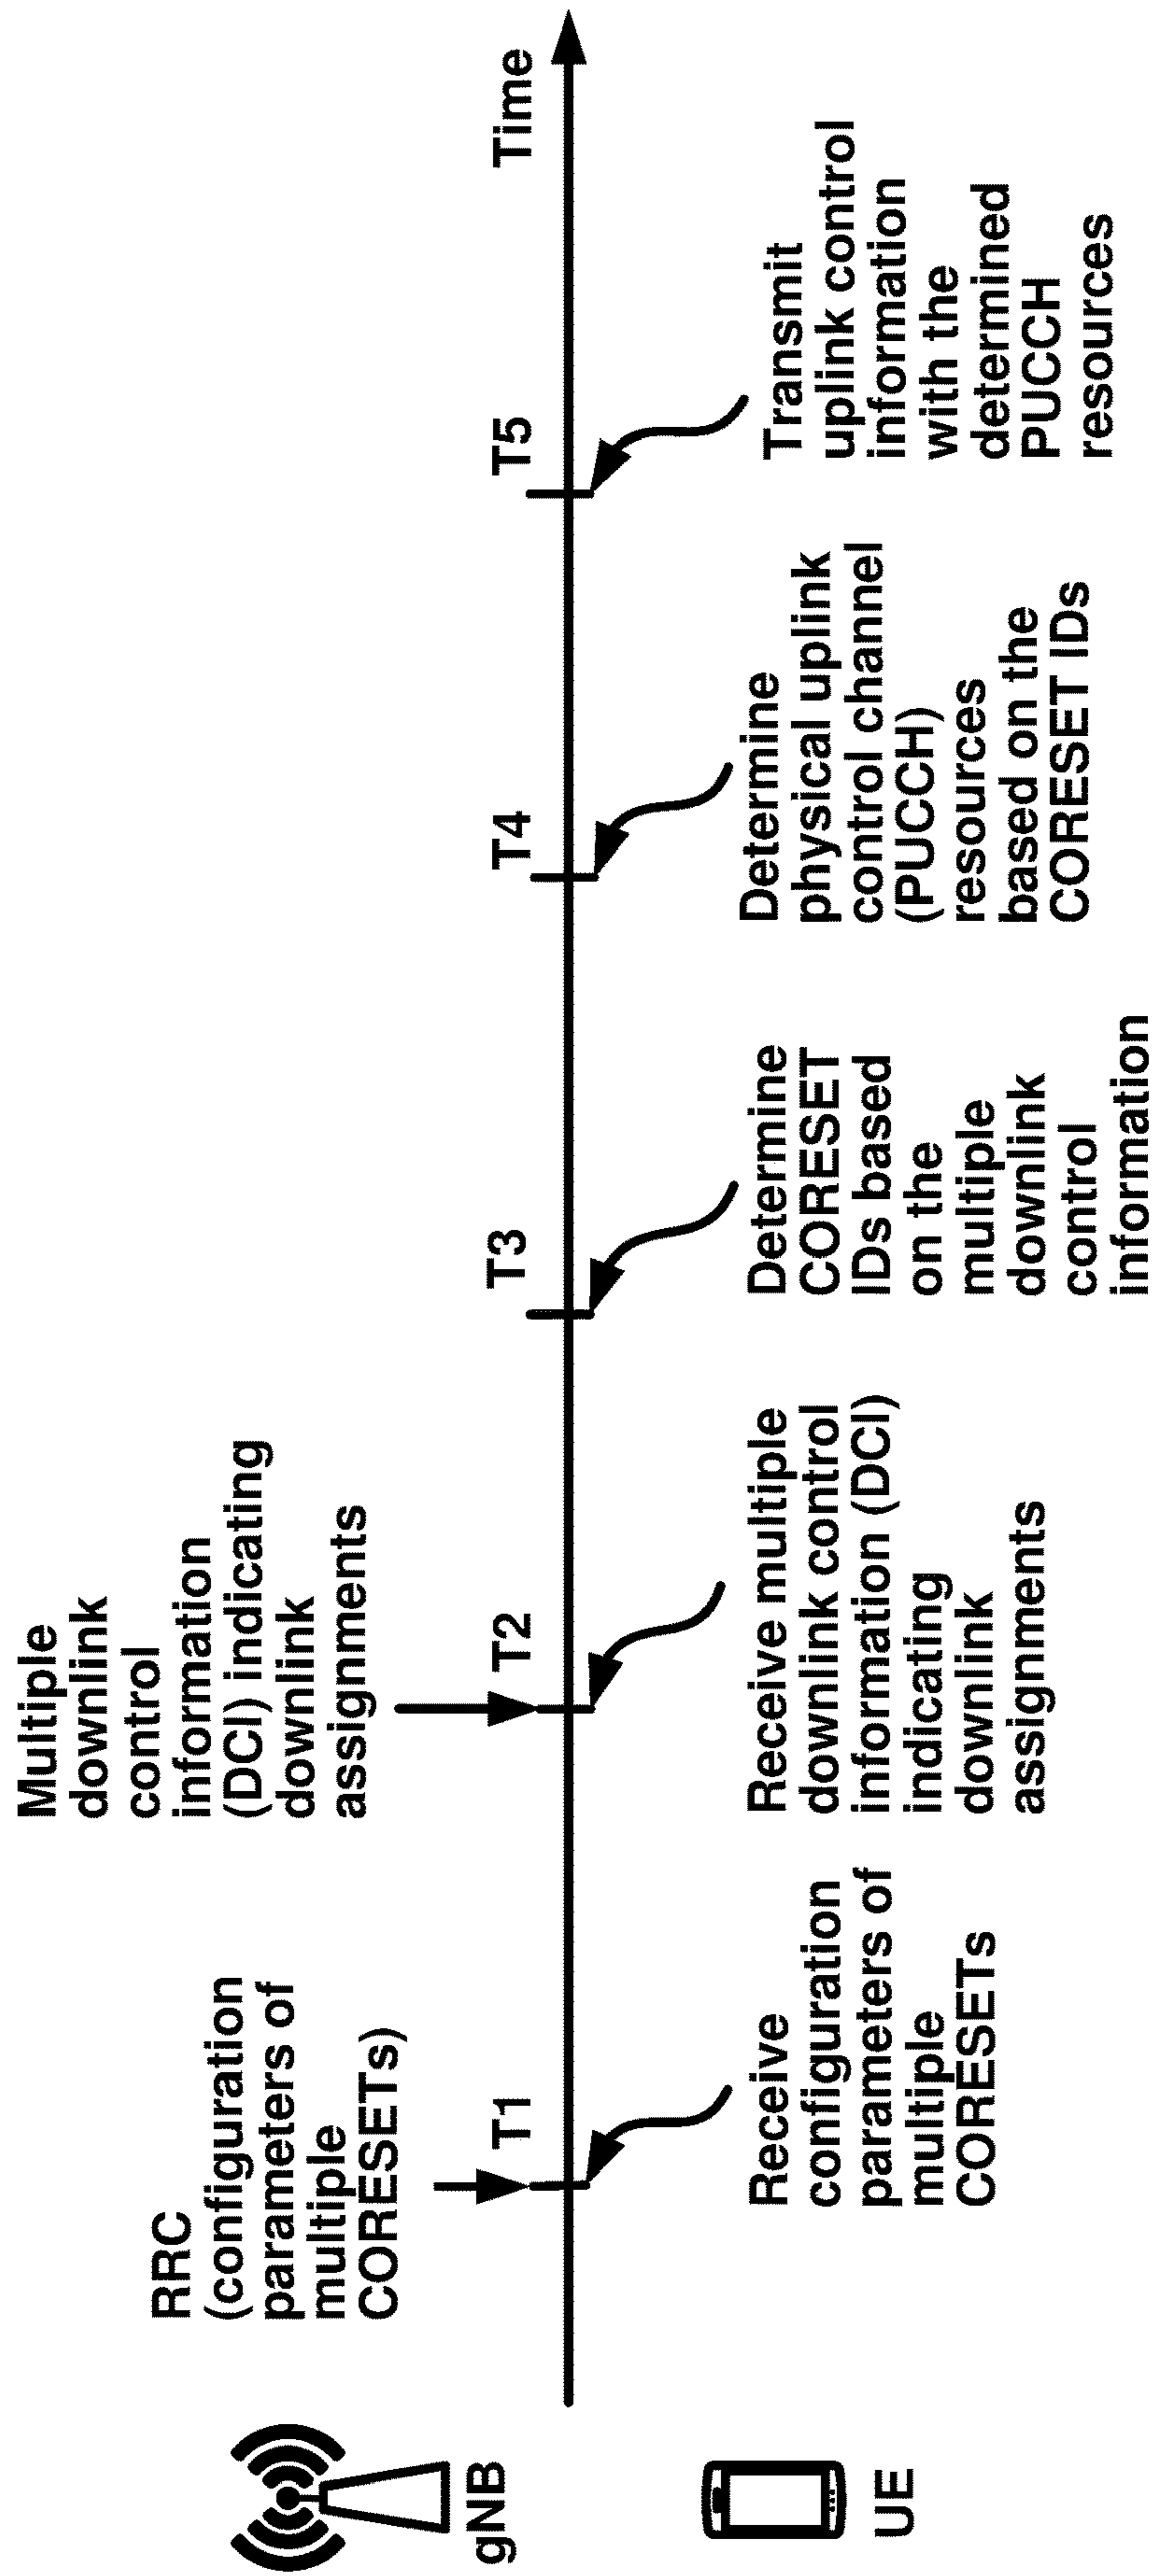 gNB
RRC
(configuration
parameters of
multiple
CORESETs)
Multiple
downlink
control
information
(DCI) indicating
downlink
assignments
T1
T2
T3
T4
T5
Time
UE
Receive
configuration
parameters of
multiple
CORESETs
Receive multiple
downlink control
information (DCI)
indicating
downlink
assignments
Determine
CORESET
IDs based
on the
multiple
downlink
control
information
Determine
physical uplink
control channel
(PUCCH)
resources
based on the
CORESET IDs
Transmit
uplink control
information
with the
determined
PUCCH
resources